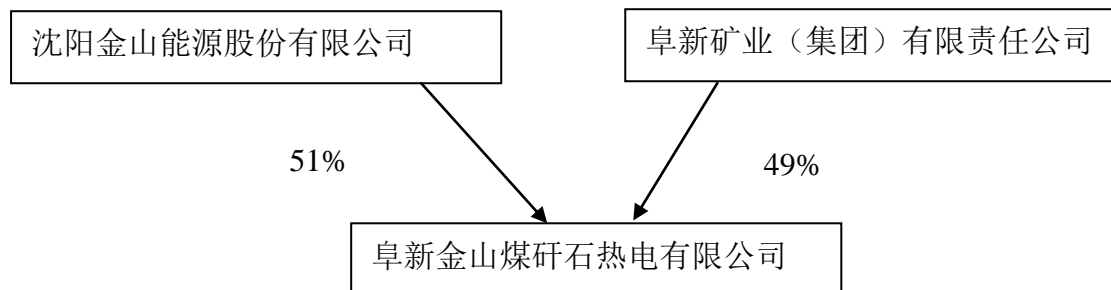 沈阳金山能源股份有限公司
阜新矿业（集团）有限责任公司
51%
49%
阜新金山煤矸石热电有限公司